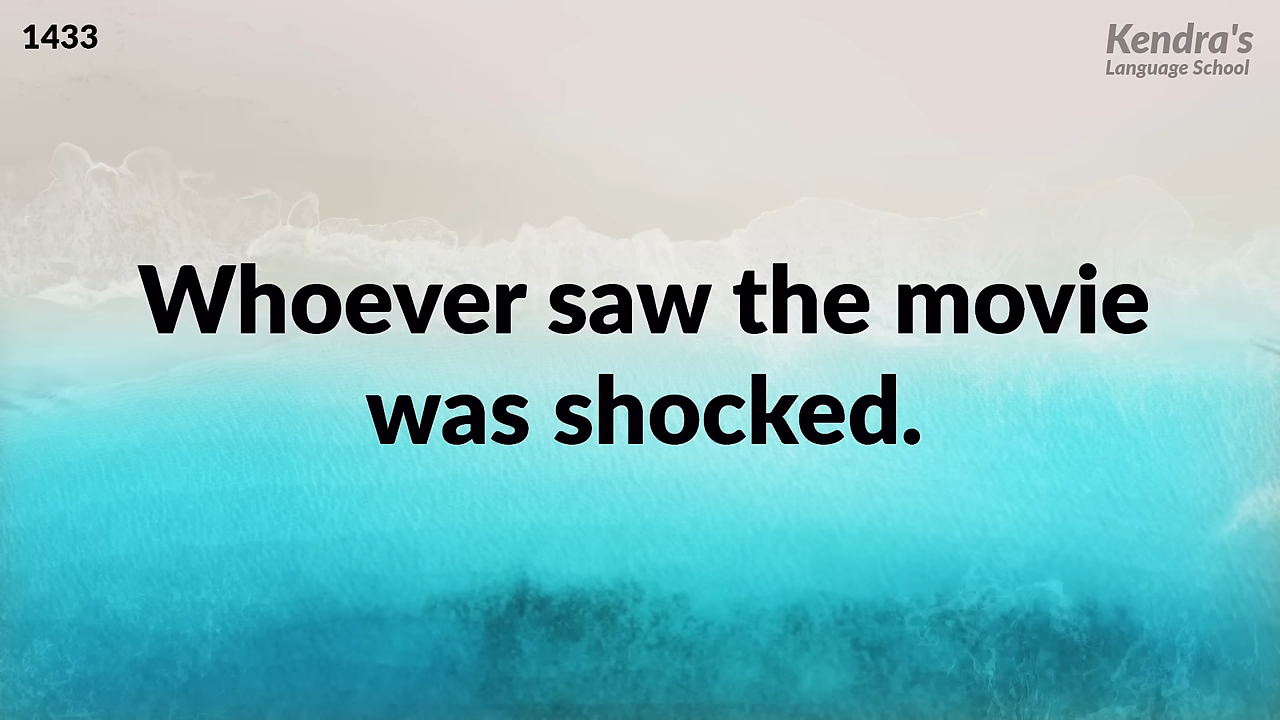 1433
Kendra's
Language School
Whoever saw the movie
was shocked.